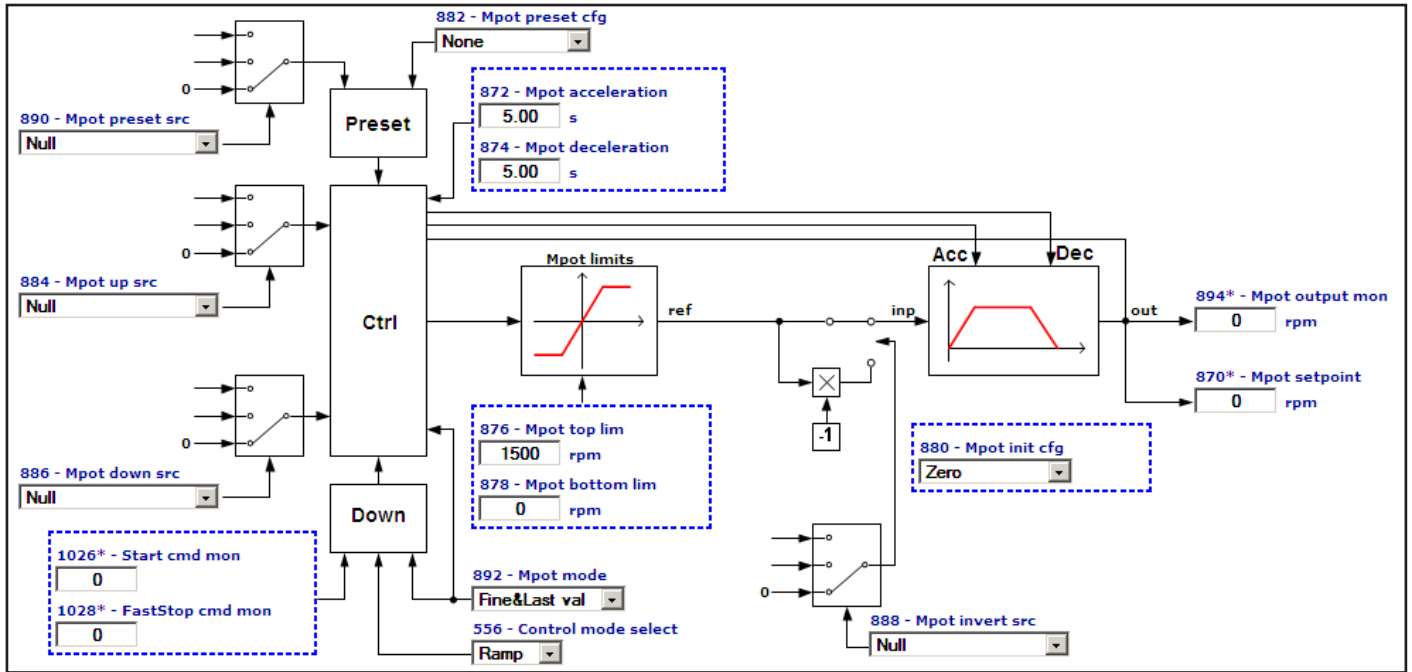 882 - Mpot preset cfg
None
0
890 - Mpot preset src
Null
Preset
872 - Mpot acceleration
5.00 s
874 - Mpot deceleration
5.00 s
0
884 - Mpot up src
Null
Ctrl
Mpot limits
ref
inp
Acc
Dec
out
894* - Mpot output mon
0 rpm
870* - Mpot setpoint
0 rpm
-1
0
886 - Mpot down src
Null
876 - Mpot top lim
1500 rpm
878 - Mpot bottom lim
0 rpm
880 - Mpot init cfg
Zero
Down
1026* - Start cmd mon
0
1028* - FastStop cmd mon
0
892 - Mpot mode
Fine&Last val
556 - Control mode select
Ramp
0
888 - Mpot invert src
Null